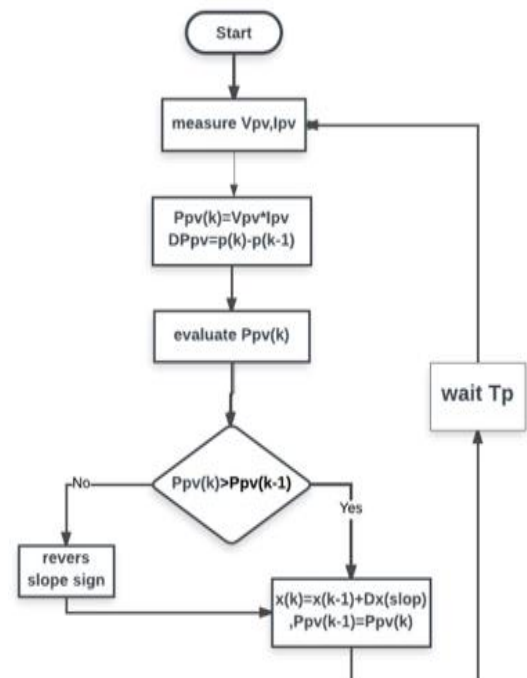 Start
measure Vpv,Ipv
Ppv(k)=Vpv*Ipv
DPpv=p(k)-p(k-1)
evaluate Ppv(k)
wait Tp
Ppv(k)>Ppv(k-1)
No
Yes
revers
slope sign
x(k)=x(k-1)+Dx(slop)
,Ppv(k-1)=Ppv(k)